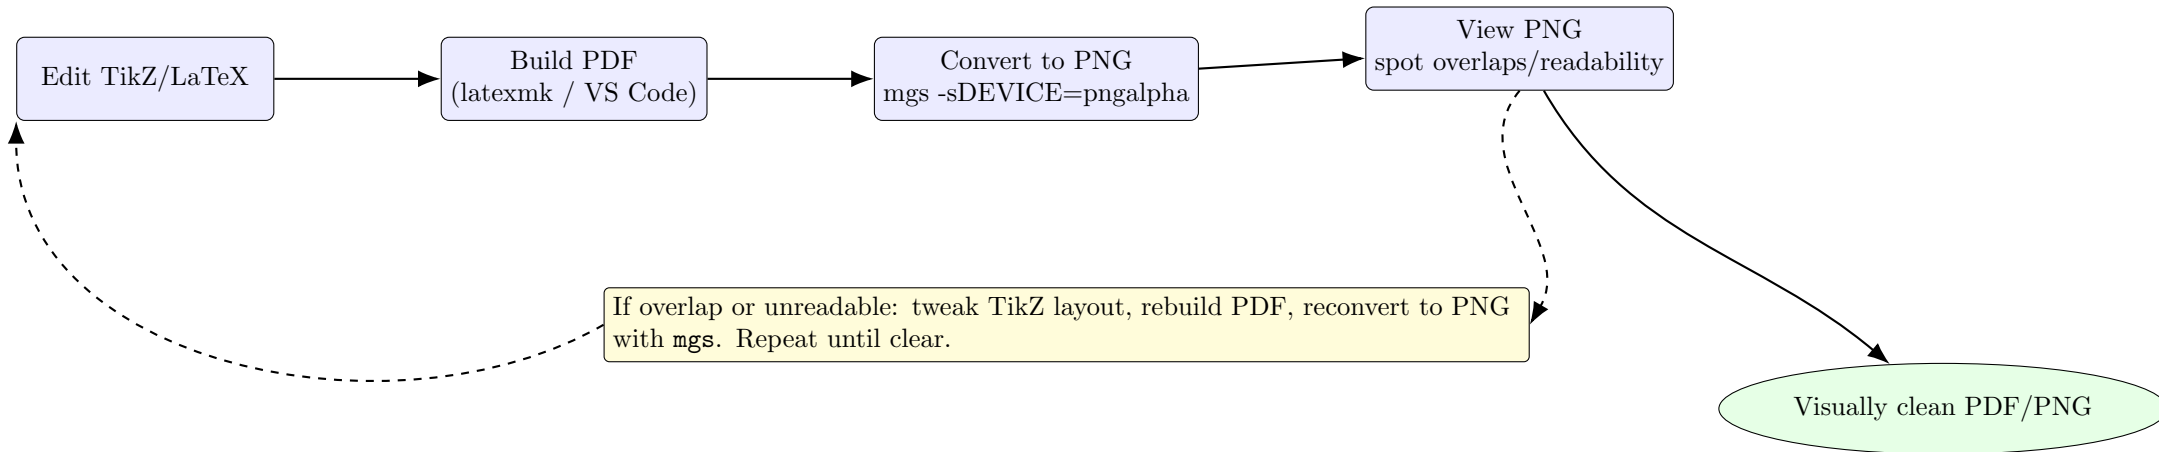 Edit TikZ/LaTeX
Build PDF
(latexmk / VS Code)
Convert to PNG
mgs -sDEVICE=pngalpha
View PNG
spot overlaps/readability
If overlap or unreadable: tweak TikZ layout, rebuild PDF, reconvert to PNG
with mgs. Repeat until clear.
Visually clean PDF/PNG